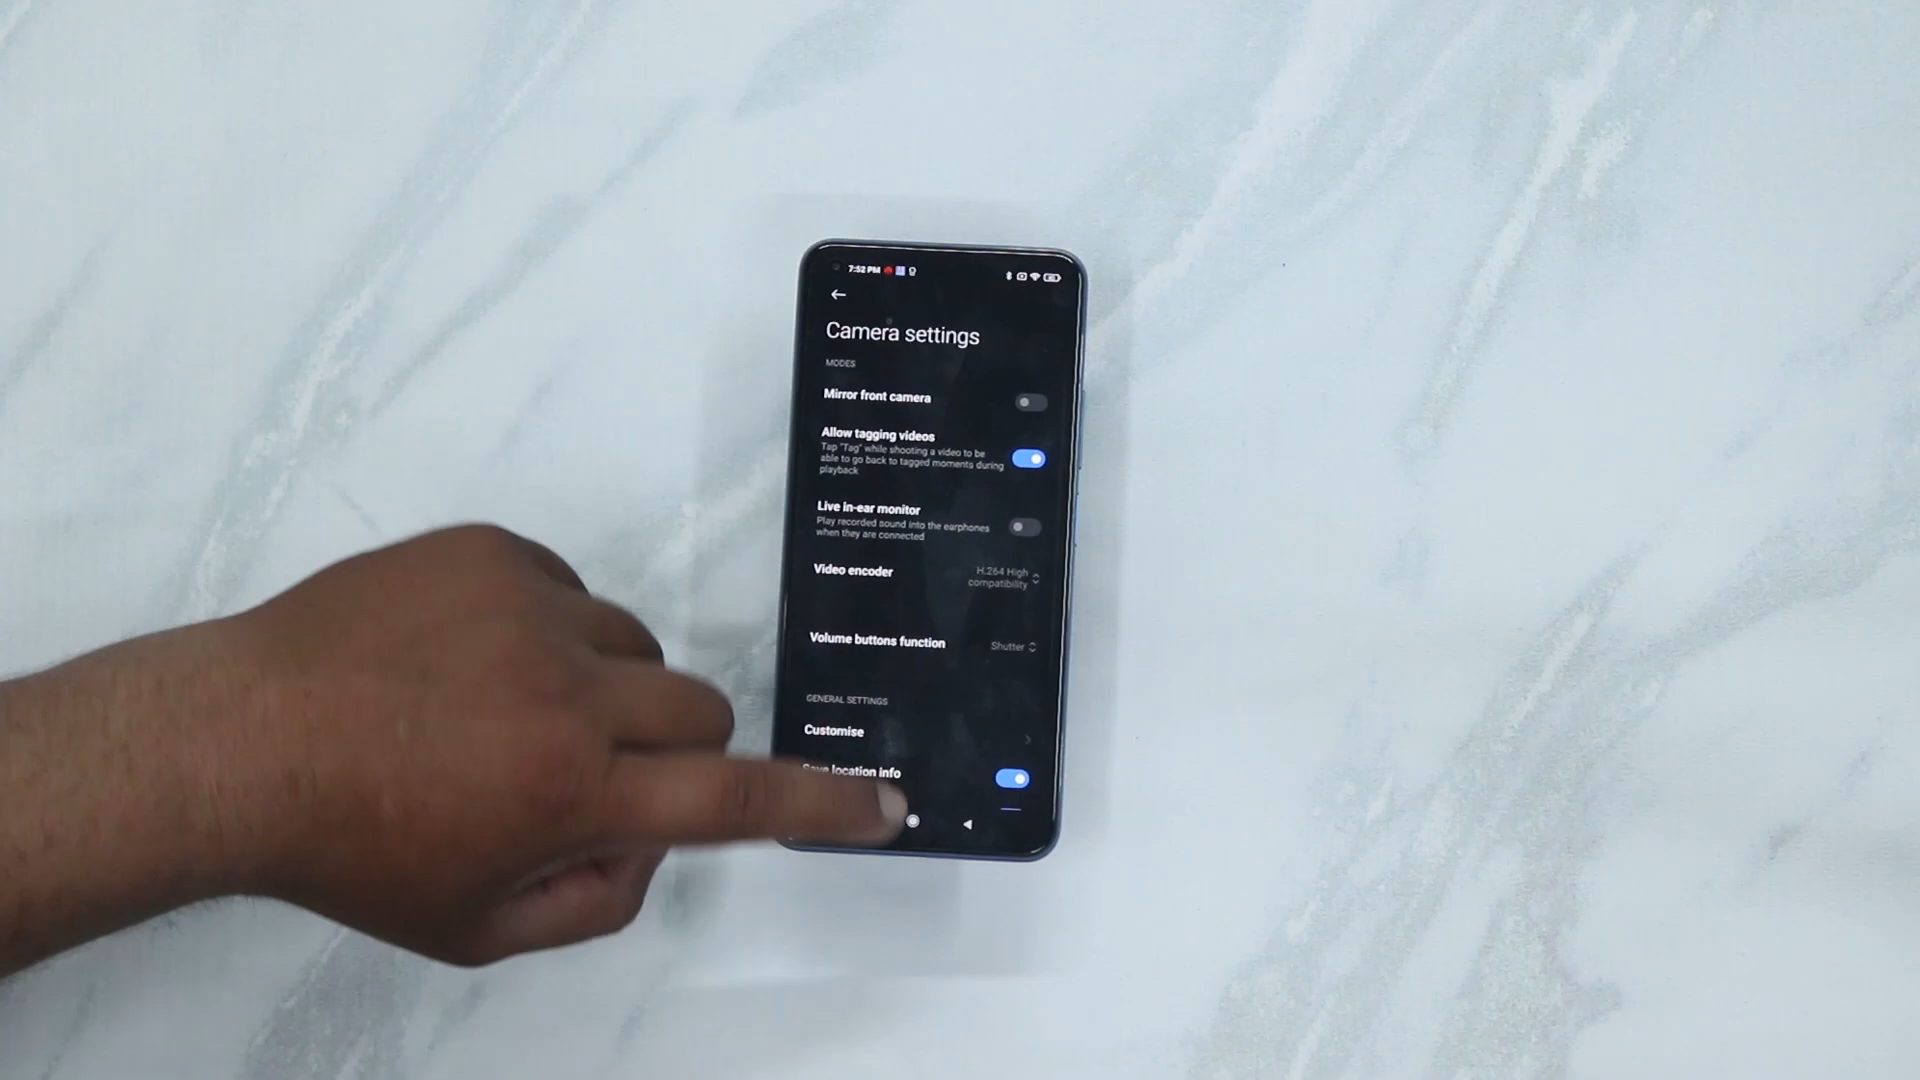 7:52 PM
Camera settings
MODES
Mirror front camera
Allow tagging videos
Tap "Tag" while shooting a video to be
able to go back to tagged moments during
playback
Live in-ear monitor
Play recorded sound into the earphones
when they are connected
Video encoder
H.264 High
compatibility
Volume buttons function
Shutter
GENERAL SETTINGS
Customise
Save location info